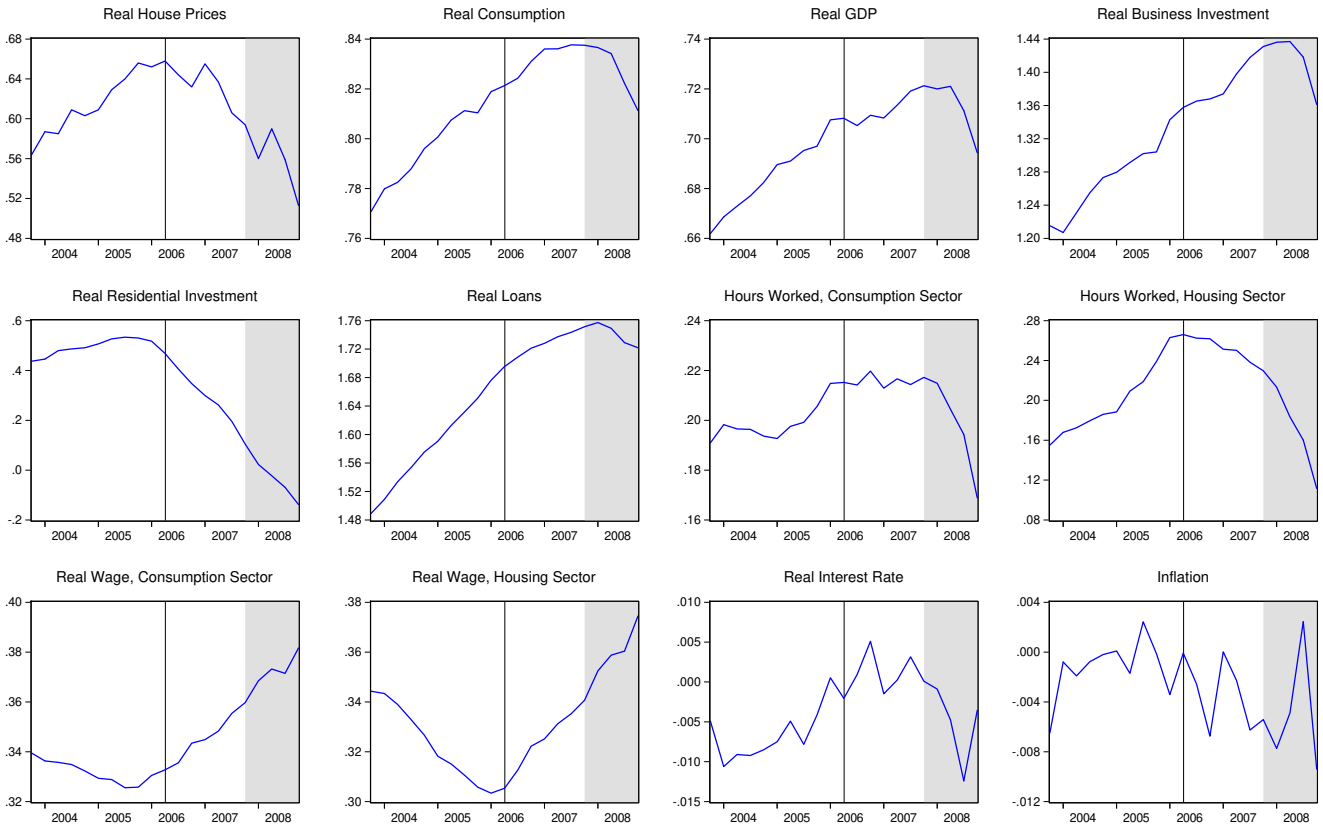 Real House Prices
.68
.64
.60
.56
.52
.48
2004 2005 2006 2007 2008
Real Consumption
.84
.82
.80
.78
.76
2004 2005 2006 2007 2008
Real GDP
.74
.72
.70
.68
.66
2004 2005 2006 2007 2008
Real Business Investment
1.44
1.40
1.36
1.32
1.28
1.24
1.20
2004 2005 2006 2007 2008
Real Residential Investment
.6
.4
.2
.0
-.2
2004 2005 2006 2007 2008
Real Loans
1.76
1.72
1.68
1.64
1.60
1.56
1.52
1.48
2004 2005 2006 2007 2008
Hours Worked, Consumption Sector
.24
.22
.20
.18
.16
2004 2005 2006 2007 2008
Hours Worked, Housing Sector
.28
.24
.20
.16
.12
.08
2004 2005 2006 2007 2008
Real Wage, Consumption Sector
.40
.38
.36
.34
.32
2004 2005 2006 2007 2008
Real Wage, Housing Sector
.38
.36
.34
.32
.30
2004 2005 2006 2007 2008
Real Interest Rate
.010
.005
.000
-.005
-.010
-.015
2004 2005 2006 2007 2008
Inflation
.004
.000
-.004
-.008
-.012
2004 2005 2006 2007 2008